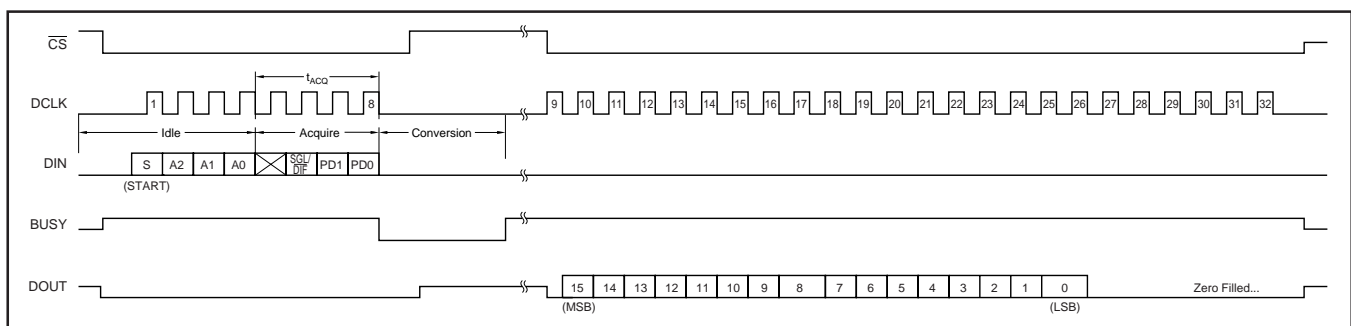 CS
tACQ
DCLK 1 8 9 10 11 12 13 14 15 16 17 18 19 20 21 22 23 24 25 26 27 28 29 30 31 32
Idle Acquire Conversion
DIN S A2 A1 A0 SGL/DIF PD1 PD0
(START)
BUSY
DOUT 15 14 13 12 11 10 9 8 7 6 5 4 3 2 1 0 Zero Filled...
(MSB) (LSB)